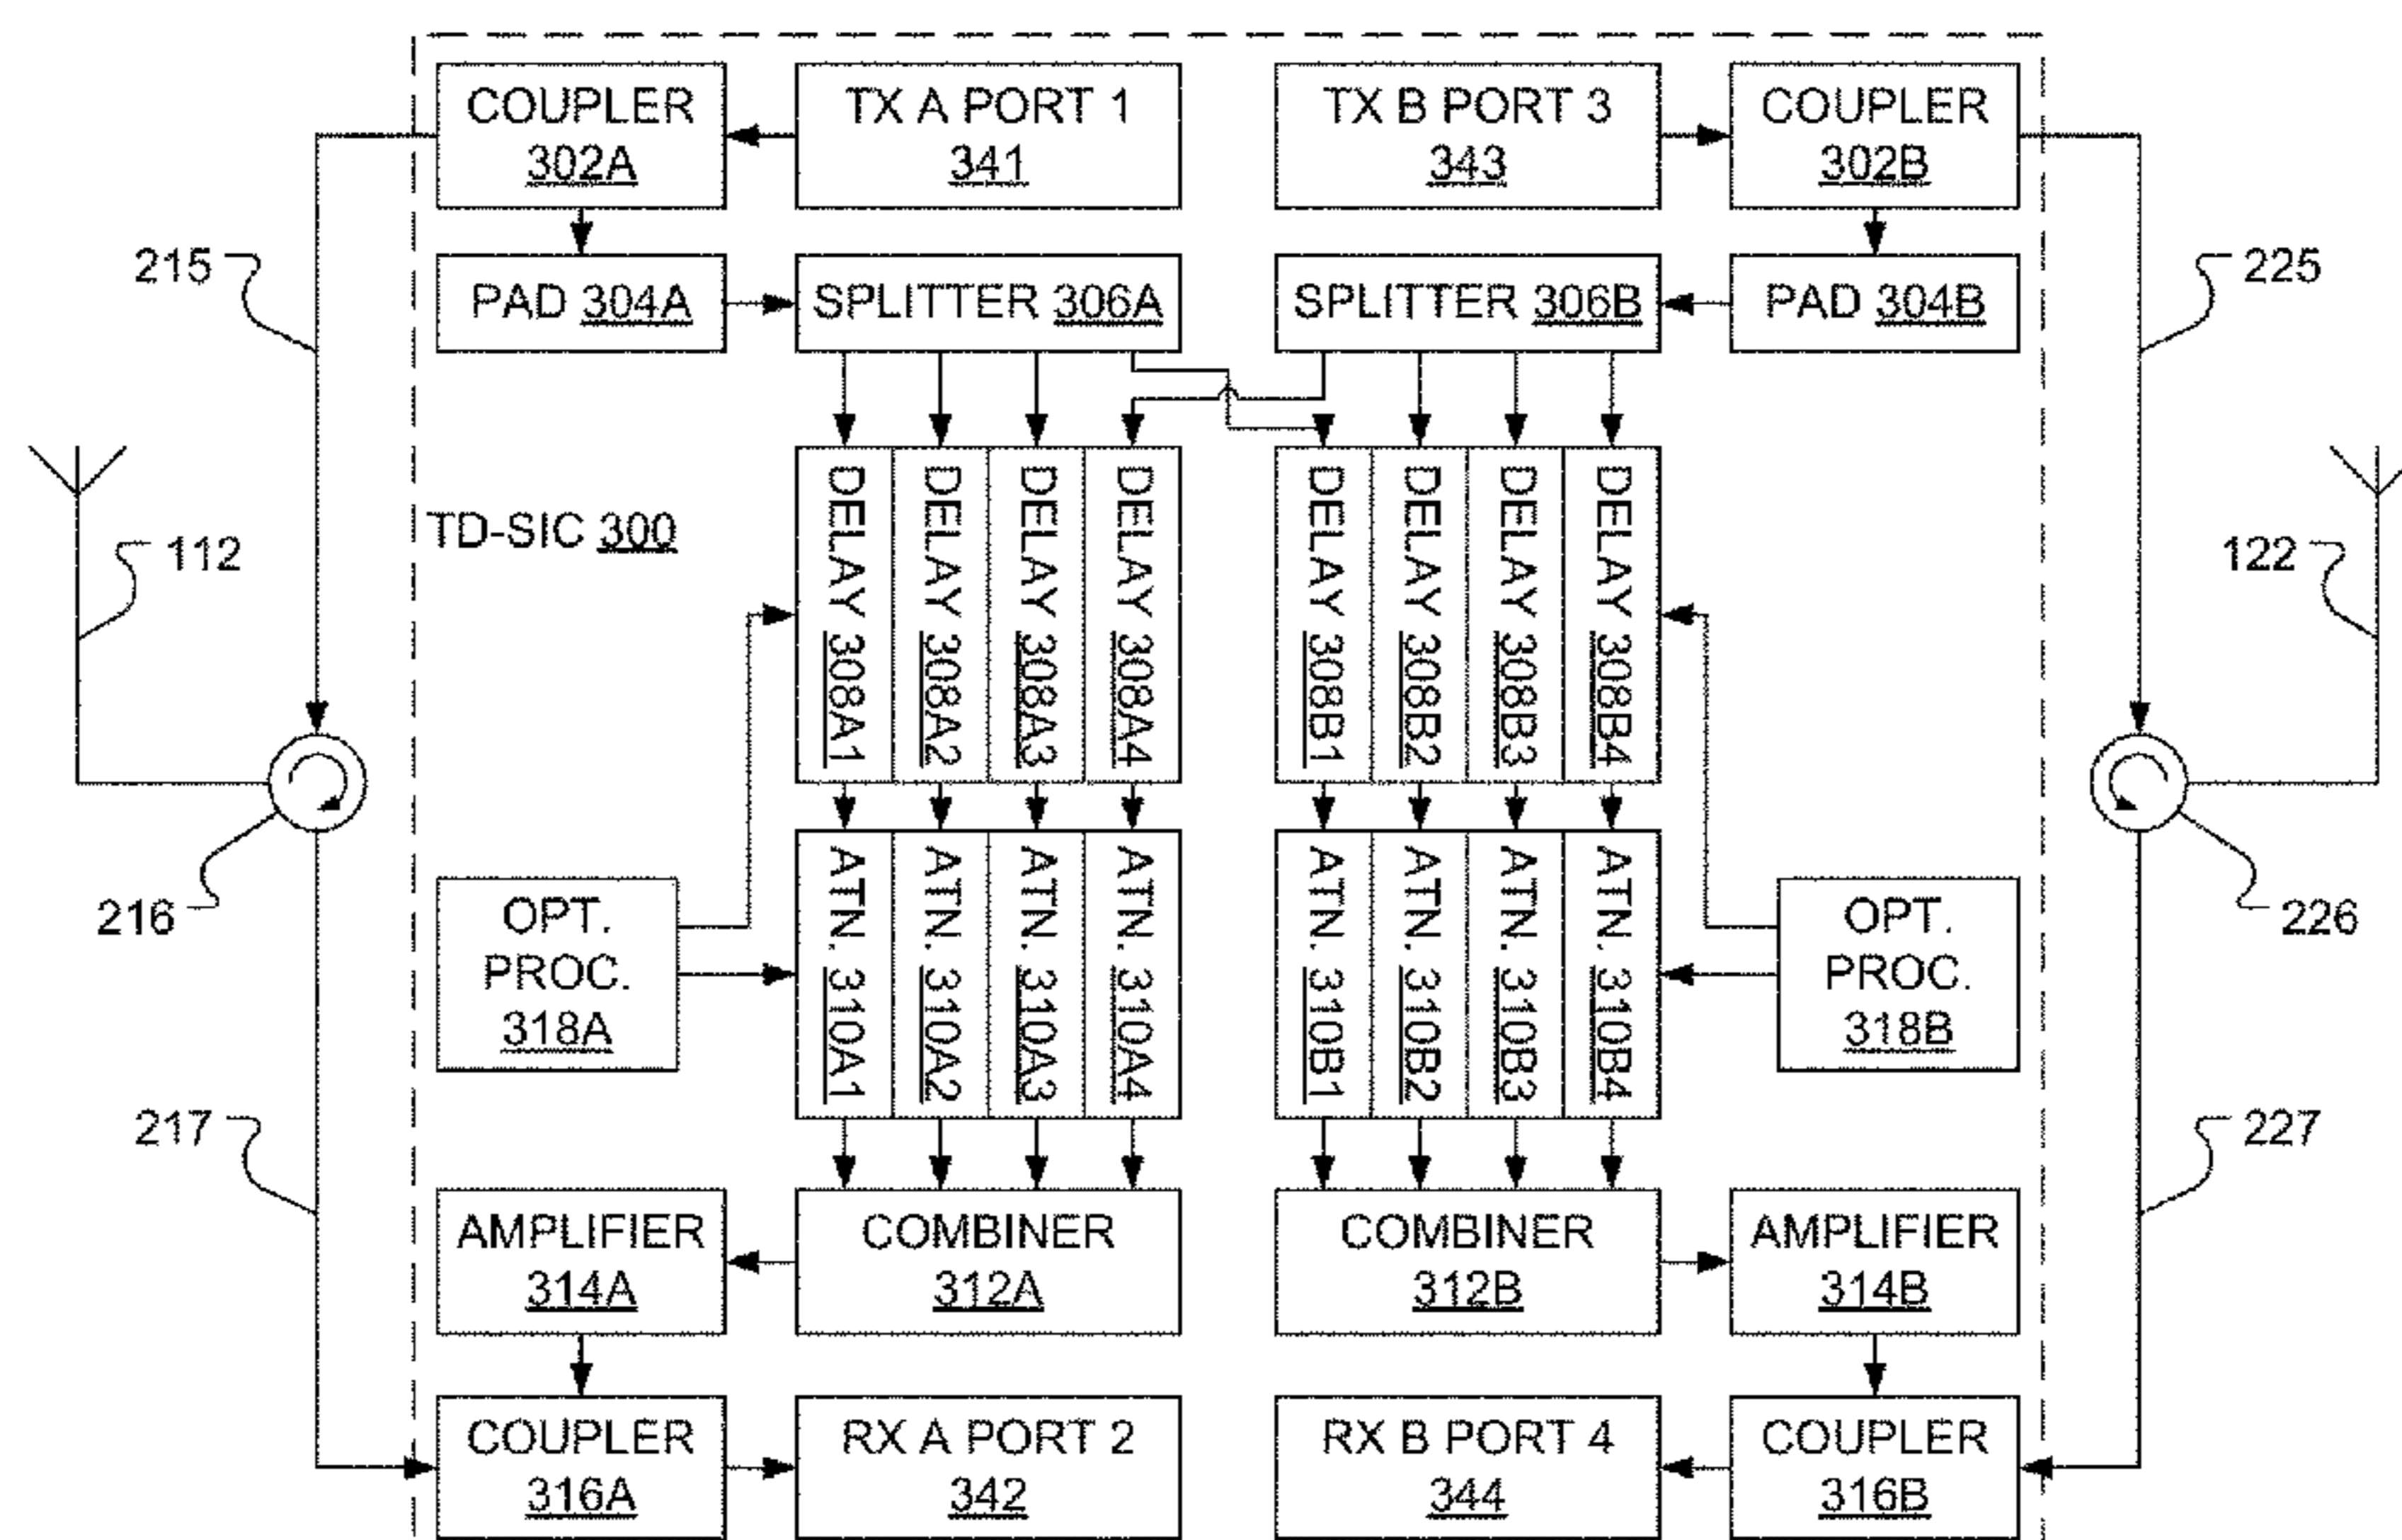 COUPLER
302A
TX A PORT 1
341
TX B PORT 3
343
COUPLER
302B
215
PAD 304A
SPLITTER 306A
SPLITTER 306B
PAD 304B
225
TD-SIC 300
112
122
DELAY 308A1
DELAY 308A2
DELAY 308A3
DELAY 308A4
DELAY 308B1
DELAY 308B2
DELAY 308B3
DELAY 308B4
216
226
OPT.
PROC.
318A
ATN. 310A1
ATN. 310A2
ATN. 310A3
ATN. 310A4
ATN. 310B1
ATN. 310B2
ATN. 310B3
ATN. 310B4
OPT.
PROC.
318B
217
227
AMPLIFIER
314A
COMBINER
312A
COMBINER
312B
AMPLIFIER
314B
COUPLER
316A
RX A PORT 2
342
RX B PORT 4
344
COUPLER
316B